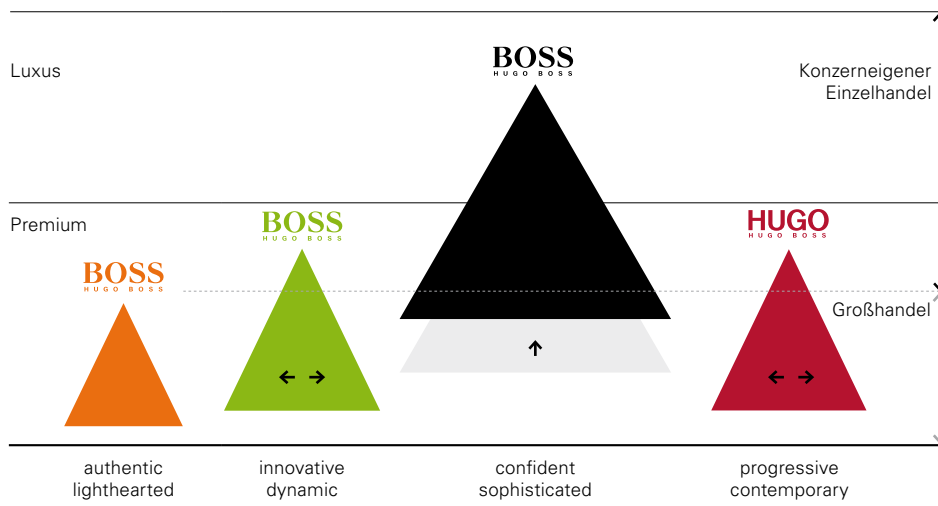 BOSS
HUGO BOSS
Luxus
Konzerneigener
Einzelhandel
Premium
BOSS
HUGO BOSS
HUGO
HUGO BOSS
BOSS
HUGO BOSS
Großhandel
authentic
lighthearted
innovative
dynamic
confident
sophisticated
progressive
contemporary